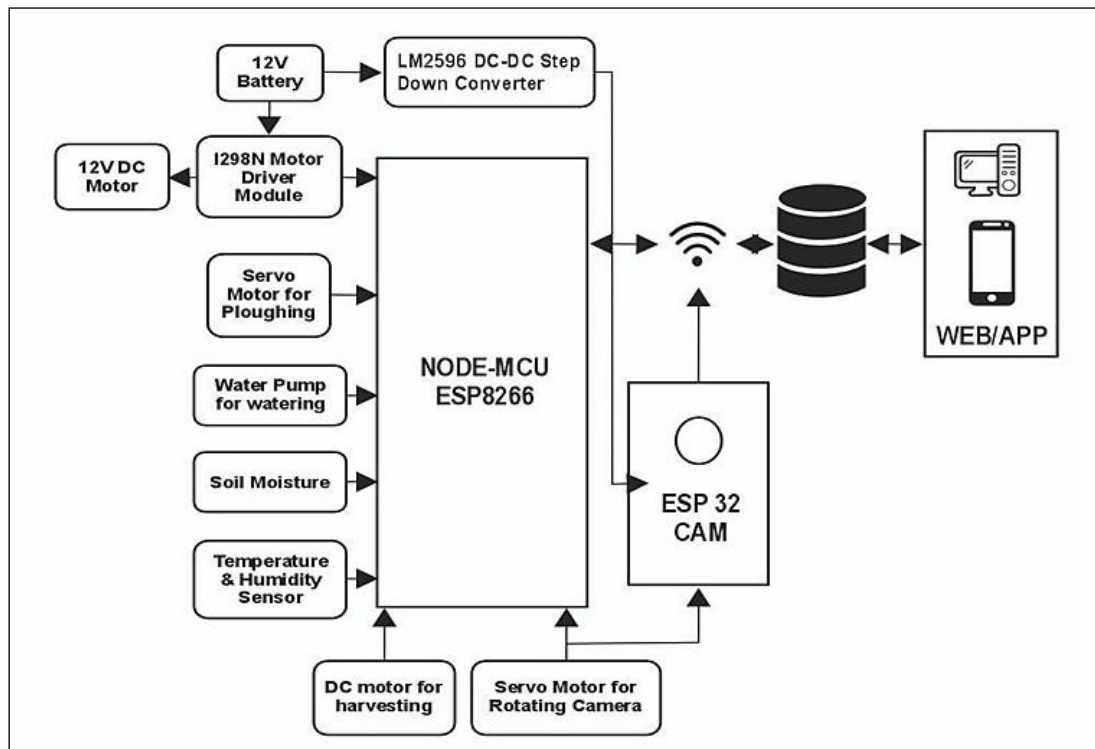 12V
Battery
LM2596 DC-DC Step
Down Converter
12V DC
Motor
I298N Motor
Driver
Module
Servo
Motor for
Ploughing
Water Pump
for watering
Soil Moisture
Temperature
& Humidity
Sensor
NODE-MCU
ESP8266
WEB/APP
ESP 32
CAM
DC motor for
harvesting
Servo Motor for
Rotating Camera